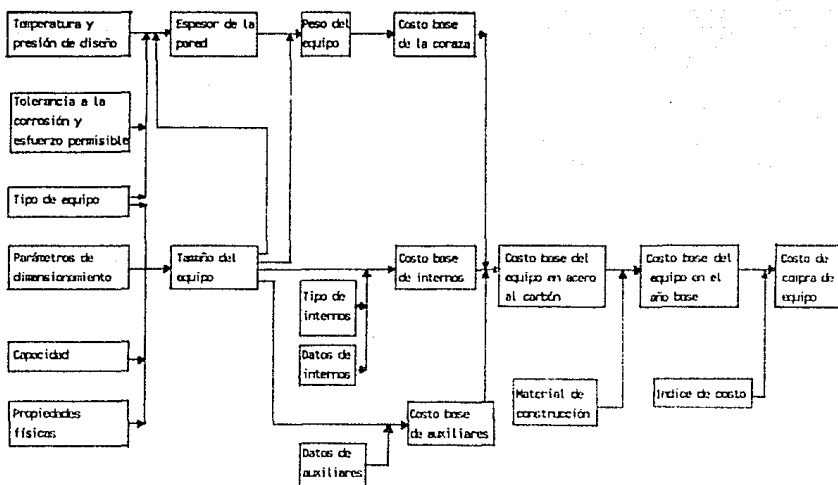 Temperatura y
presión de diseño
Espesor de la
pared
Peso del
equipo
Costo base
de la coraza
Tolerancia a la
corrosión y
esfuerzo permisible
Tipo de equipo
Parámetros de
dimensionamiento
Tamaño del
equipo
Costo base
de internos
Costo base del
equipo en acero
al carbón
Costo base del
equipo en el
año base
Costo de
compra de
equipo
Tipo de
internos
Datos de
internos
Capacidad
Propiedades
físicas
Costo base
de auxiliares
Datos de
auxiliares
Material de
construcción
Indice de costo